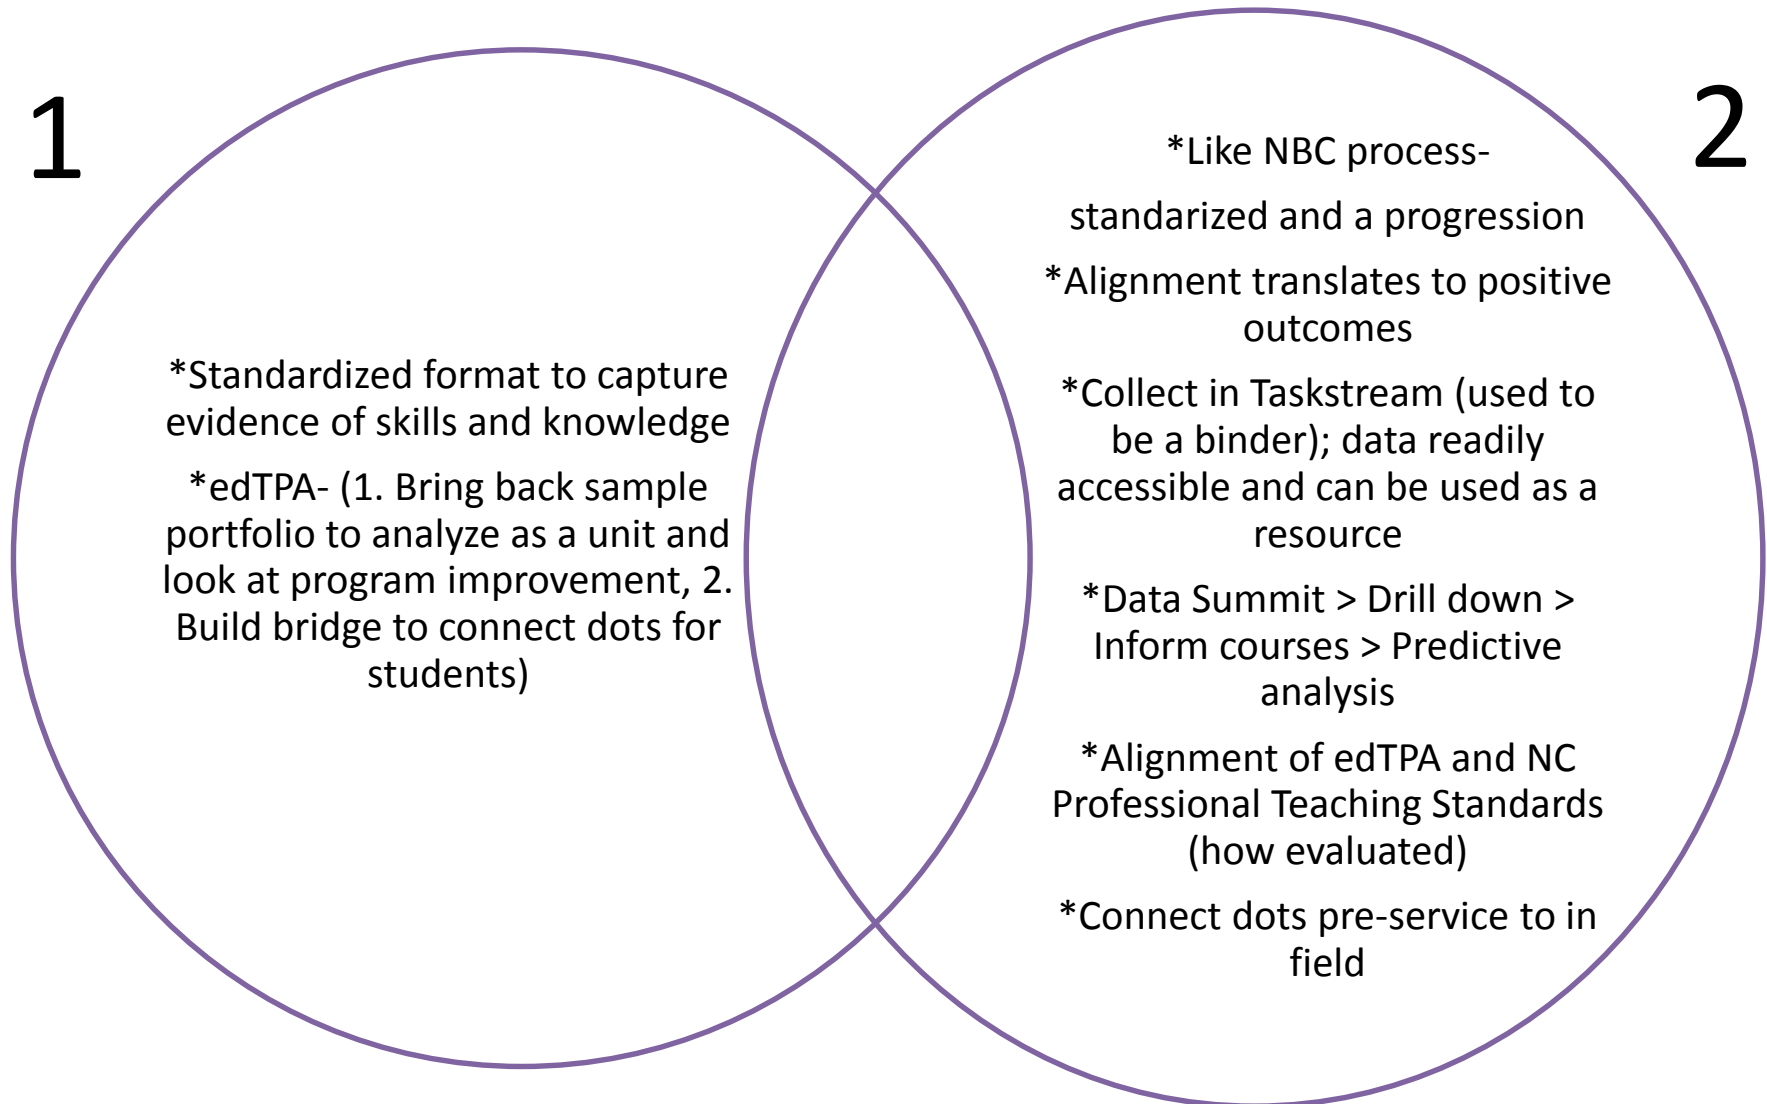 1
*Standardized format to capture
evidence of skills and knowledge
*edTPA- (1. Bring back sample
portfolio to analyze as a unit and
look at program improvement, 2.
Build bridge to connect dots for
students)
2
*Like NBC process-
standarized and a progression
*Alignment translates to positive
outcomes
*Collect in Taskstream (used to
be a binder); data readily
accessible and can be used as a
resource
*Data Summit > Drill down >
Inform courses > Predictive
analysis
*Alignment of edTPA and NC
Professional Teaching Standards
(how evaluated)
*Connect dots pre-service to in
field